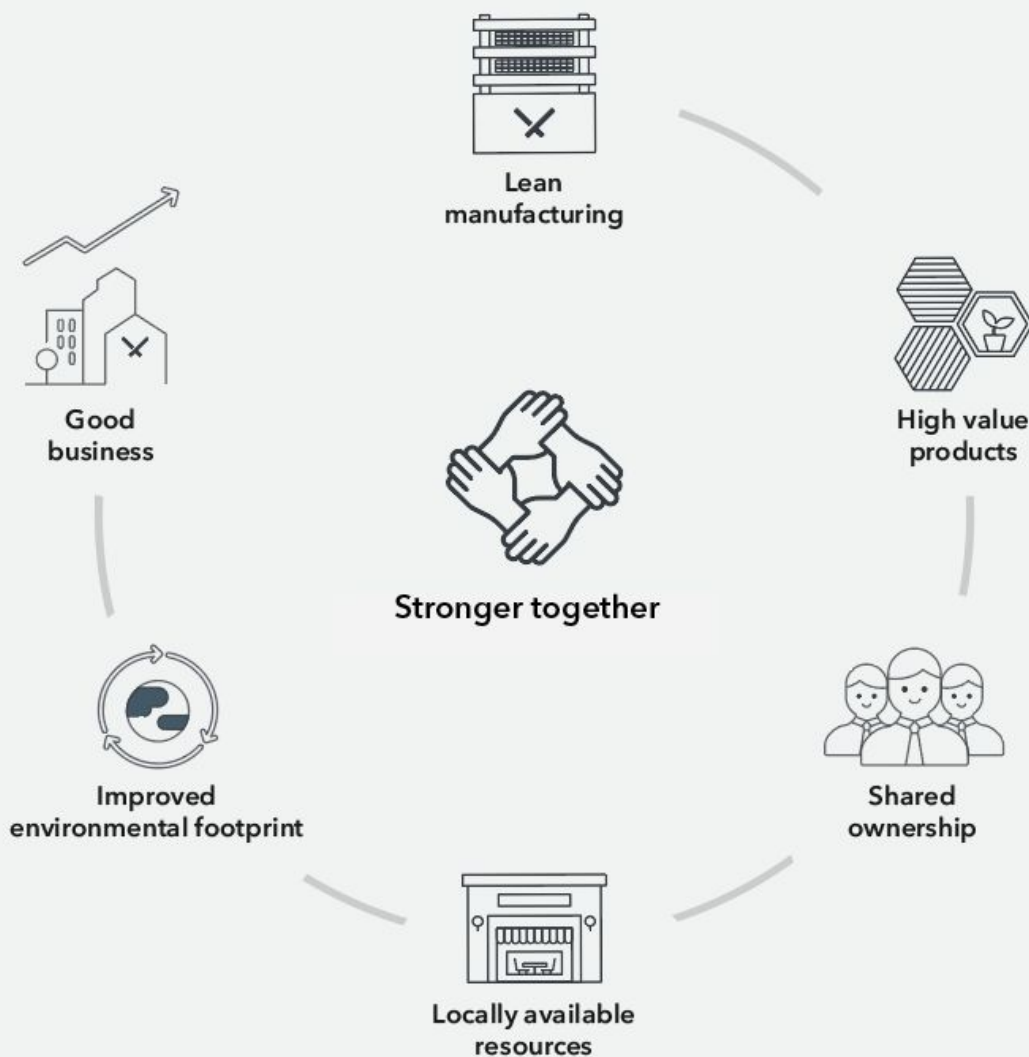 Lean
manufacturing
High value
products
Shared
ownership
Locally available
resources
Improved
environmental footprint
Good
business
Stronger together